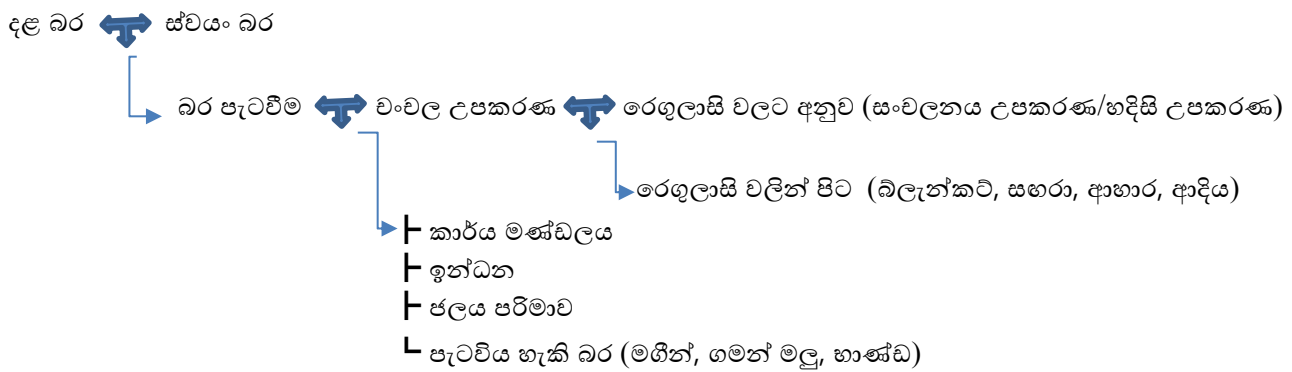 දළ බර ස්වයං බර
බර පැටවීම චංචල උපකරණ රෙගුලාසි වලට අනුව (සංචලනය උපකරණ/හදිසි උපකරණ)
රෙගුලාසි වලින් පිට (බ්ලැන්කට්, සඟරා, ආහාර, ආදිය)
කාර්ය මණ්ඩලය
ඉන්ධන
ජලය පරිමාව
පැටවිය හැකි බර (මගීන්, ගමන් මලු, භාණ්ඩ)